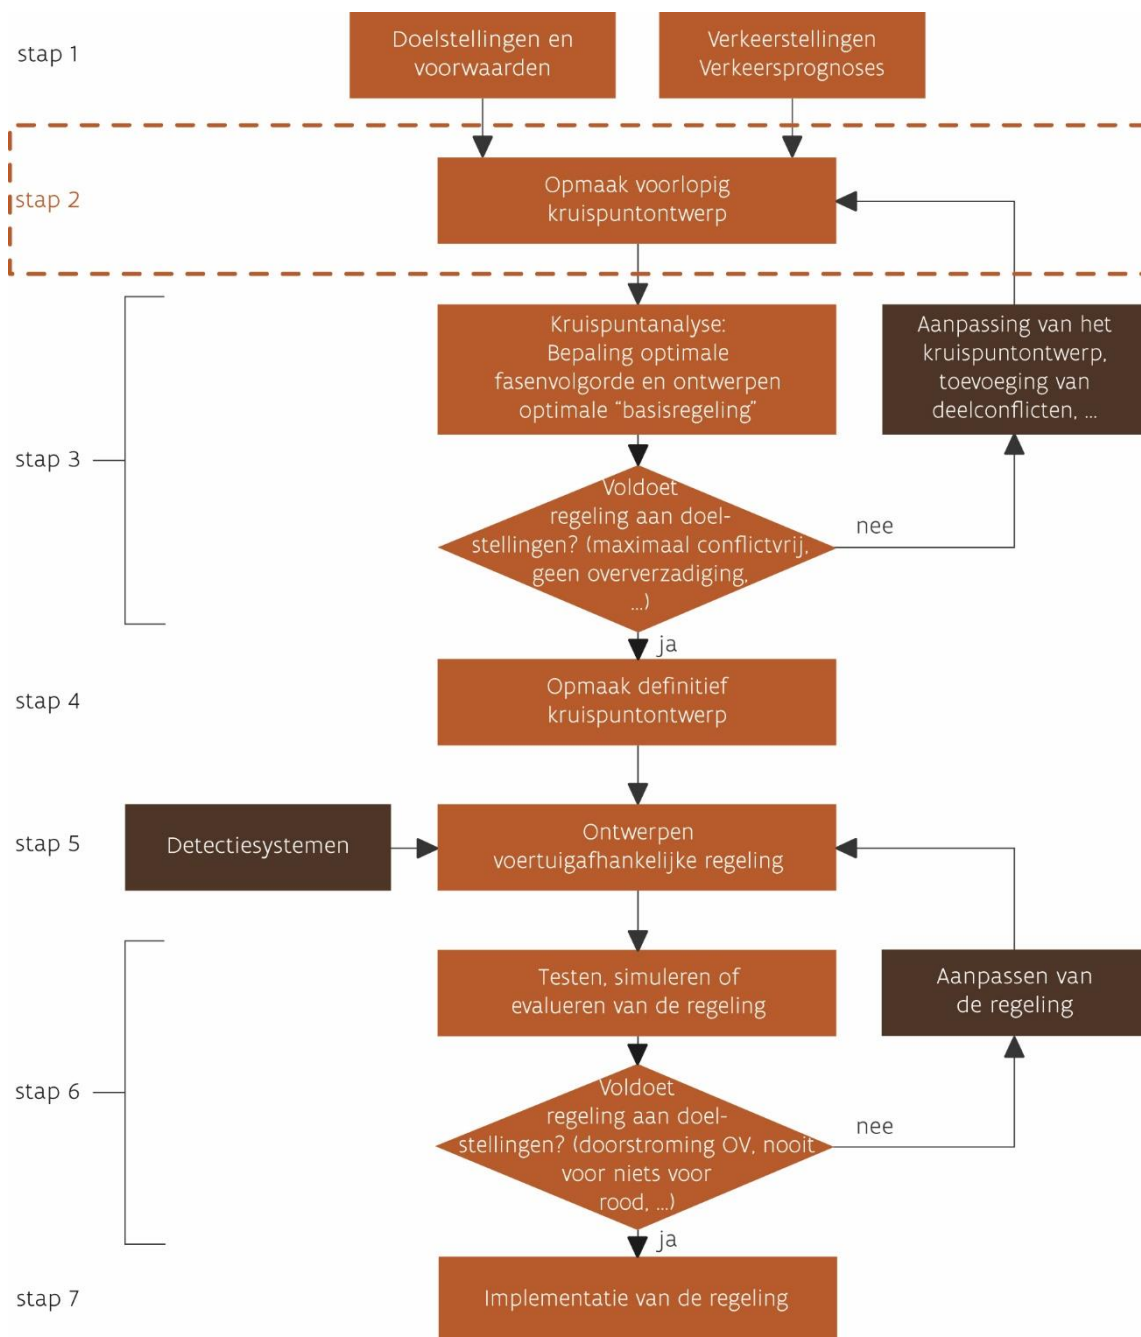 stap 1
Doelstellingen en
voorwaarden
Verkeerstellingen
Verkeersprognoses
stap 2
Opmaak voorlopig
kruispuntontwerp
stap 3
Kruispuntanalyse:
Bepaling optimale
fasenvolgorde en ontwerpen
optimale “basisregeling”
Aanpassing van het
kruispuntontwerp,
toevoeging van
deelconflicten, ...
Voldoet
regeling aan doel-
stellingen? (maximaal conflictvrij,
geen oververzadiging,
...)
nee
ja
stap 4
Opmaak definitief
kruispuntontwerp
stap 5
Detectiesystemen
Ontwerpen
voertuigafhankelijke regeling
stap 6
Testen, simuleren of
evalueren van de regeling
Aanpassen van
de regeling
Voldoet
regeling aan doel-
stellingen? (doorstroming OV, nooit
voor niets voor
rood, ...)
nee
ja
stap 7
Implementatie van de regeling